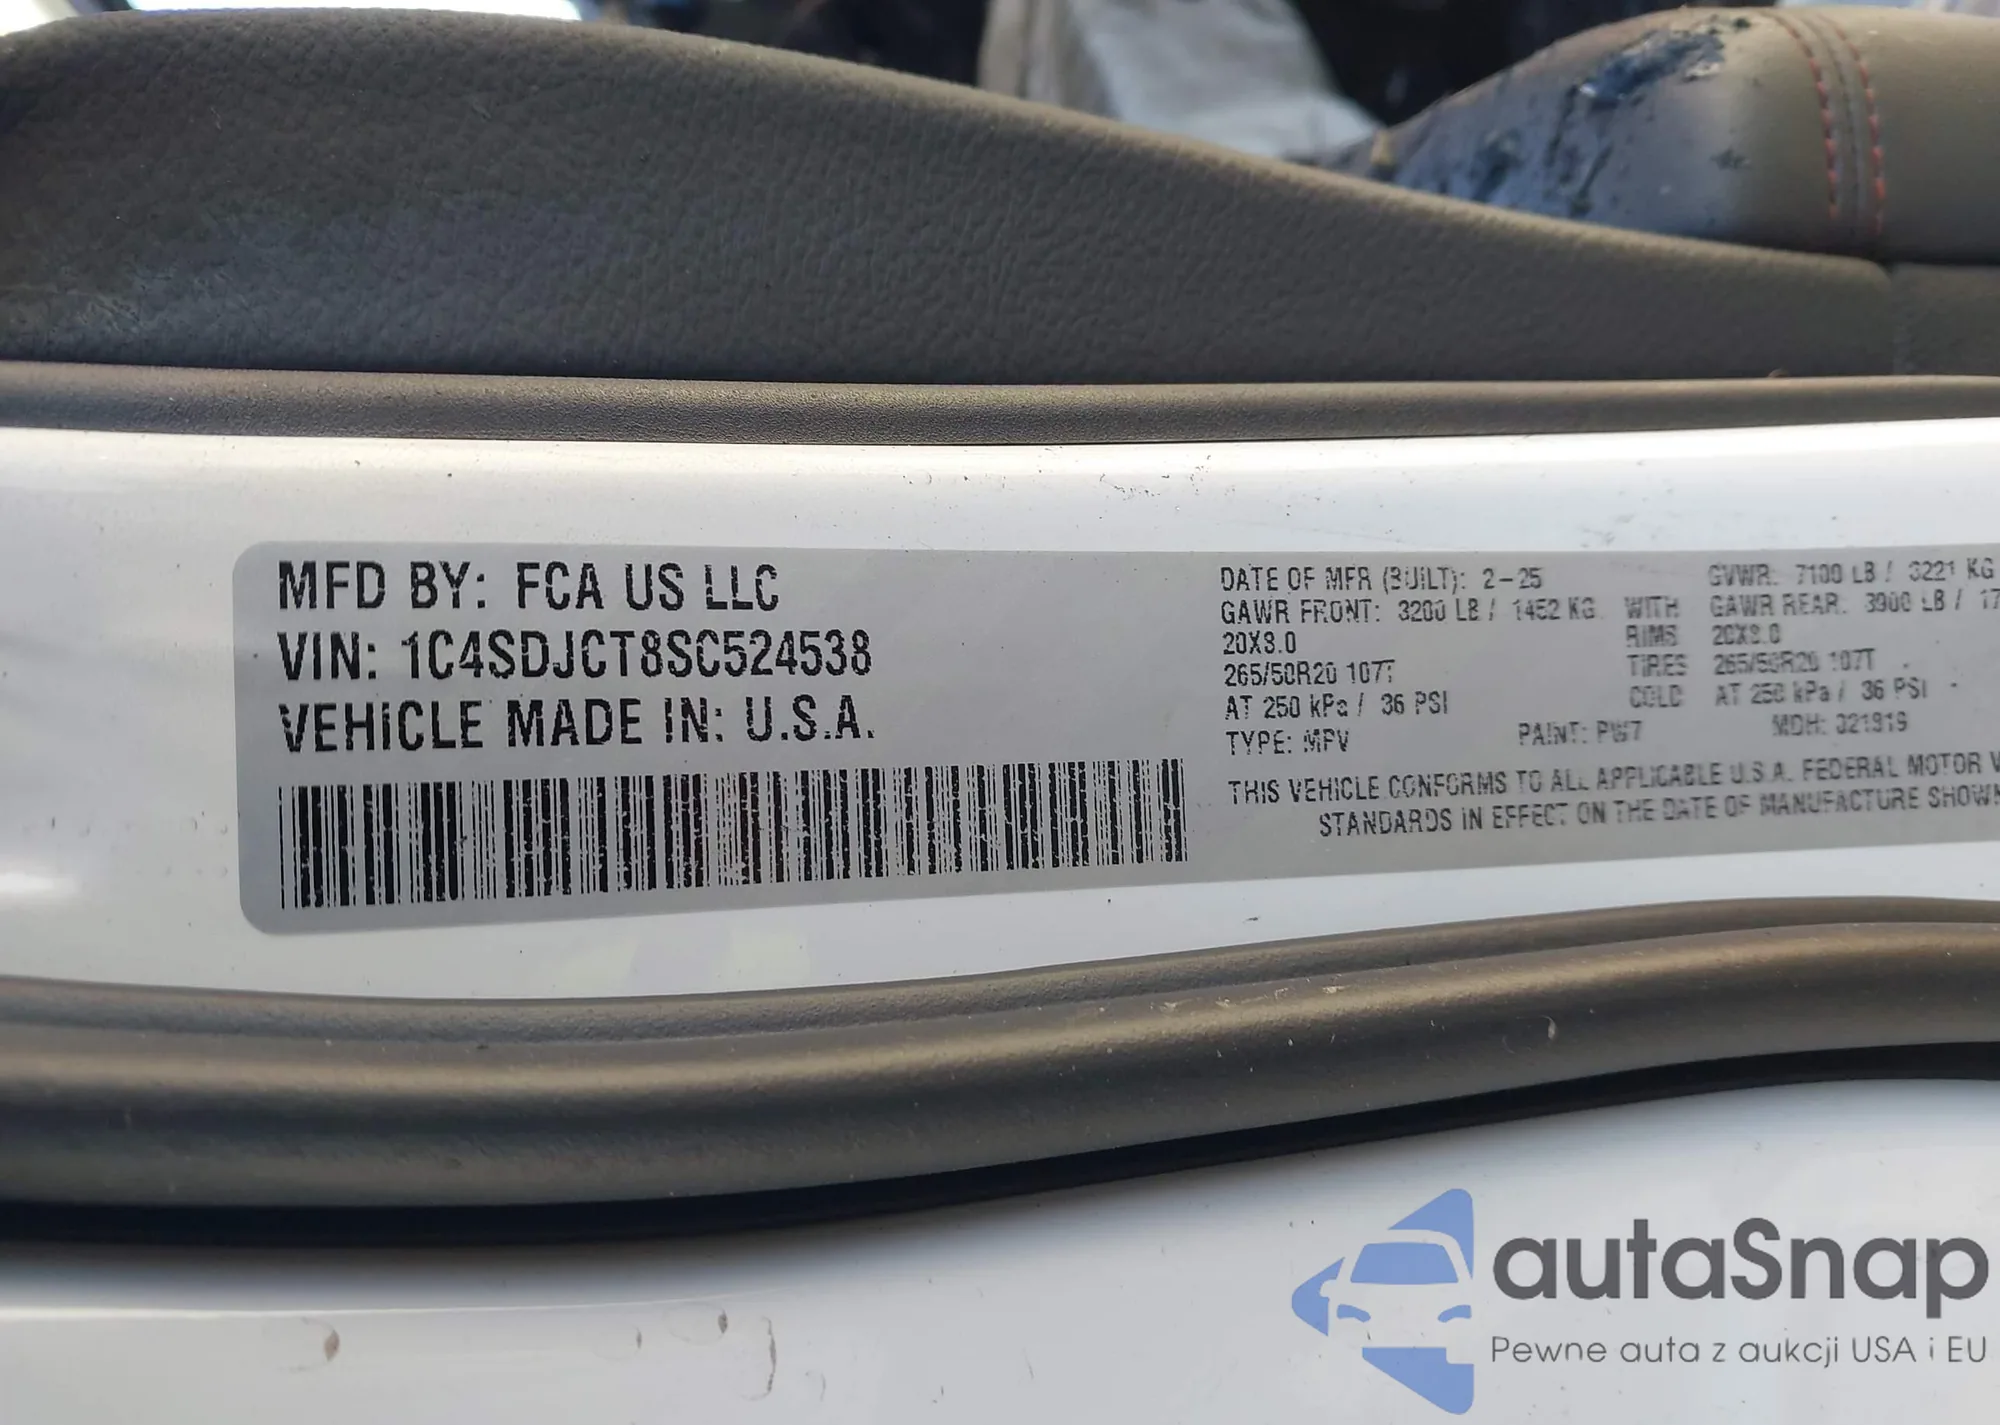 MFD BY: FCA US LLC
VIN: 1C4SDJCT8SC524538
VEHICLE MADE IN: U.S.A.
DATE OF MFR (BUILT): 2-25 GVWR: 7100 LB / 3221 KG
GAWR FRONT: 3200 LB / 1452 KG WITH GAWR REAR: 3900 LB / 17
20X8.0 RIMS 20X8.0
265/50R20 107T TIRES 265/50R20 107T
AT 250 kPa / 36 PSI COLD AT 250 kPa / 36 PSI
TYPE: MPV PAINT: PW7 MDH: 021919
THIS VEHICLE CONFORMS TO ALL APPLICABLE U.S.A. FEDERAL MOTOR V
STANDARDS IN EFFECT ON THE DATE OF MANUFACTURE SHOWN
autaSnap
Pewne auta z aukcji USA i EU